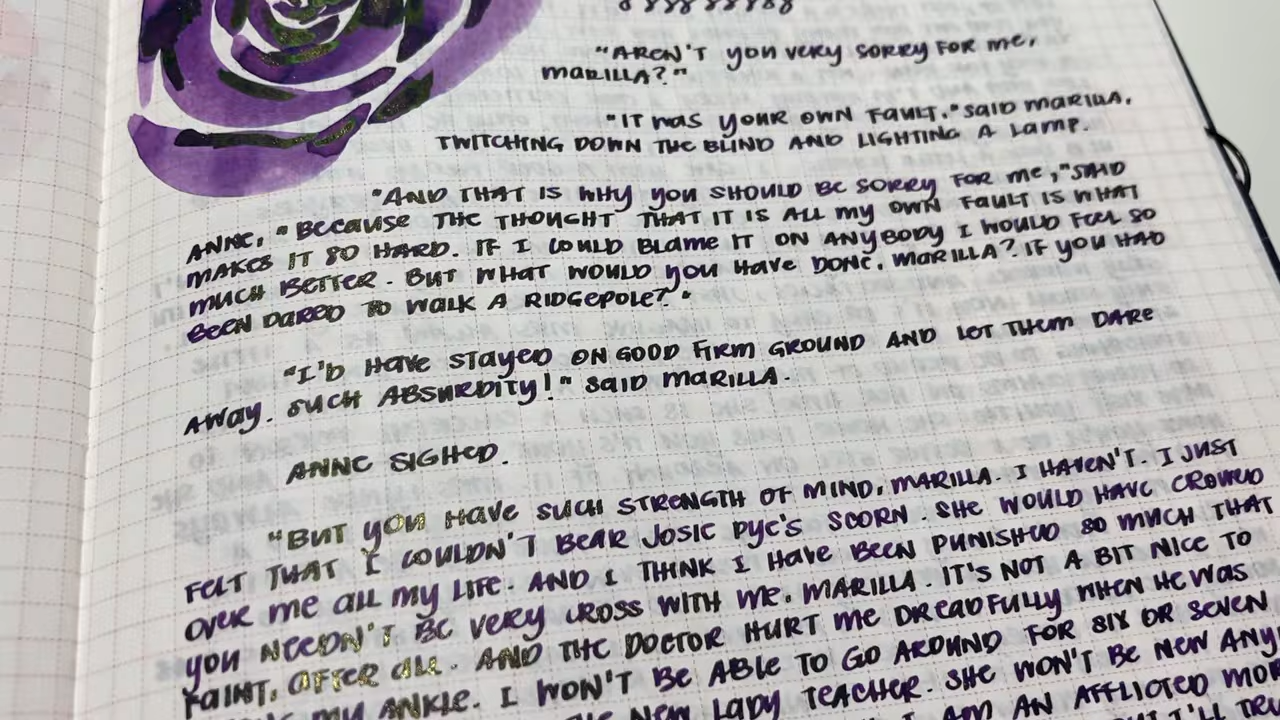 "AREN'T you very SORRY FOR me,
MARILLA?"
"IT was your OWN FAULT," SAID MARILLA,
TWITCHING DOWN THE BLIND AND LIGHTING A LAMP.
"AND THAT IS WHY you SHOULD BE SORRY FOR me," SAID
ANNE, "BECAUSE THE THOUGHT THAT IT IS ALL my OWN FAULT IS WHAT
MAKES IT SO HARD. IF I COULD BLAME IT ON ANYBODY I WOULD FEEL SO
MUCH BETTER. BUT WHAT WOULD you HAVE DONE, MARILLA? IF you HAD
BEEN DARED TO WALK A RIDGEPOLE?"
"I'D HAVE STAYED ON GOOD FIRM GROUND AND LET THEM DARE
AWAY. SUCH ABSURDITY!" SAID MARILLA.
ANNE SIGHED.
"BUT you HAVE SUCH STRENGTH OF MIND, MARILLA. I HAVEN'T. I JUST
FELT THAT I COULDN'T BEAR JOSIE PYE'S SCORN. SHE WOULD HAVE CROWED
OVER ME ALL MY LIFE. AND I THINK I HAVE BEEN PUNISHED SO MUCH THAT
you NEEDN'T BE VERY CROSS WITH ME, MARILLA. IT'S NOT A BIT NICE TO
FAINT, AFTER ALL. AND THE DOCTOR HURT ME DREADFULLY WHEN HE WAS
MY ANKLE. I WON'T BE ABLE TO GO AROUND FOR SIX OR SEVEN
NEW LADY TEACHER. SHE WON'T BE NEW ANY
AM AN AFFLICTED
I'LL